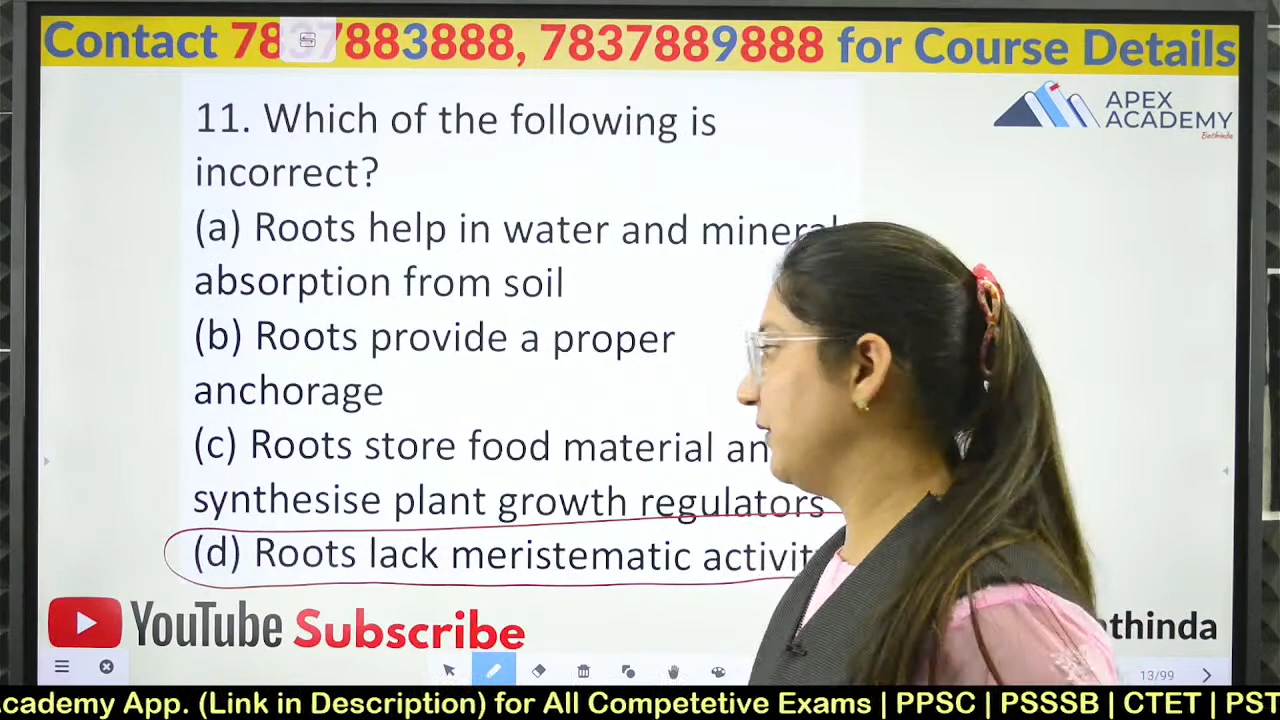 Contact 78 7883888, 7837889888 for Course Details
APEX
ACADEMY
Bathinda
11. Which of the following is
incorrect?
(a) Roots help in water and mineral
absorption from soil
(b) Roots provide a proper
anchorage
(c) Roots store food material an
synthesise plant growth regulators
(d) Roots lack meristematic activit
YouTube Subscribe
thinda
13/99
cademy App. (Link in Description) for All Competetive Exams | PPSC | PSSSB | CTET | PST